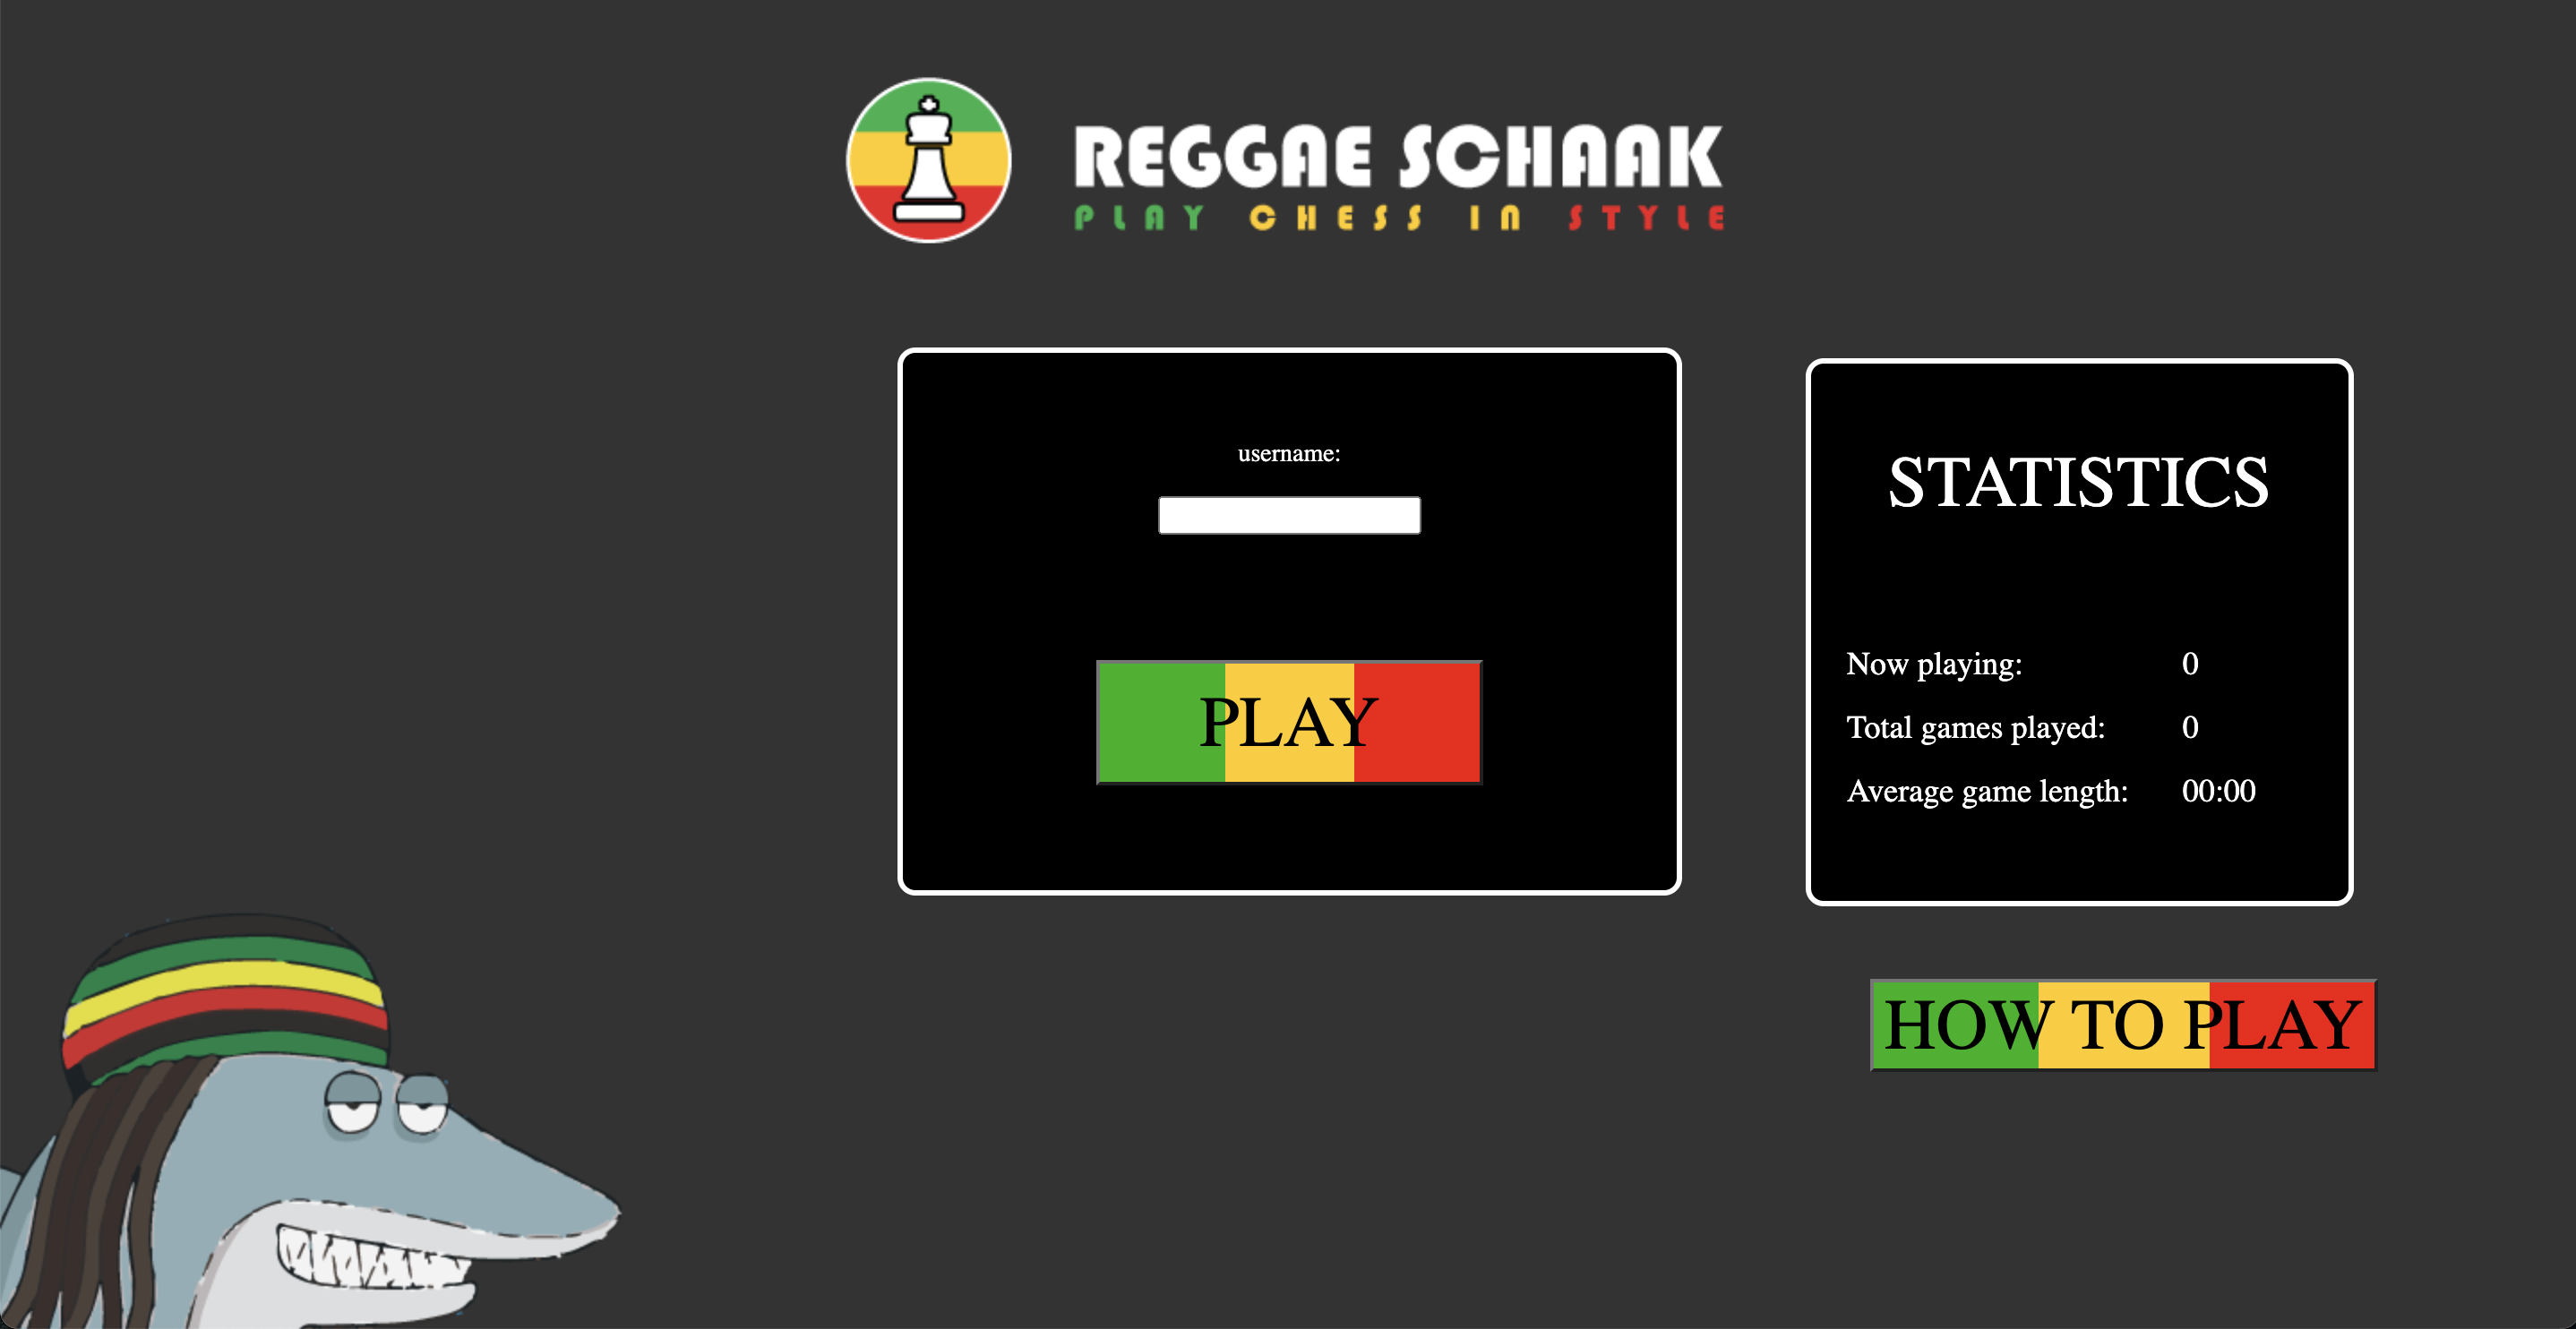 REGGAE SCHAAK
PLAY CHESS IN STYLE
username:
PLAY
STATISTICS
Now playing: 0
Total games played: 0
Average game length: 00:00
HOW TO PLAY